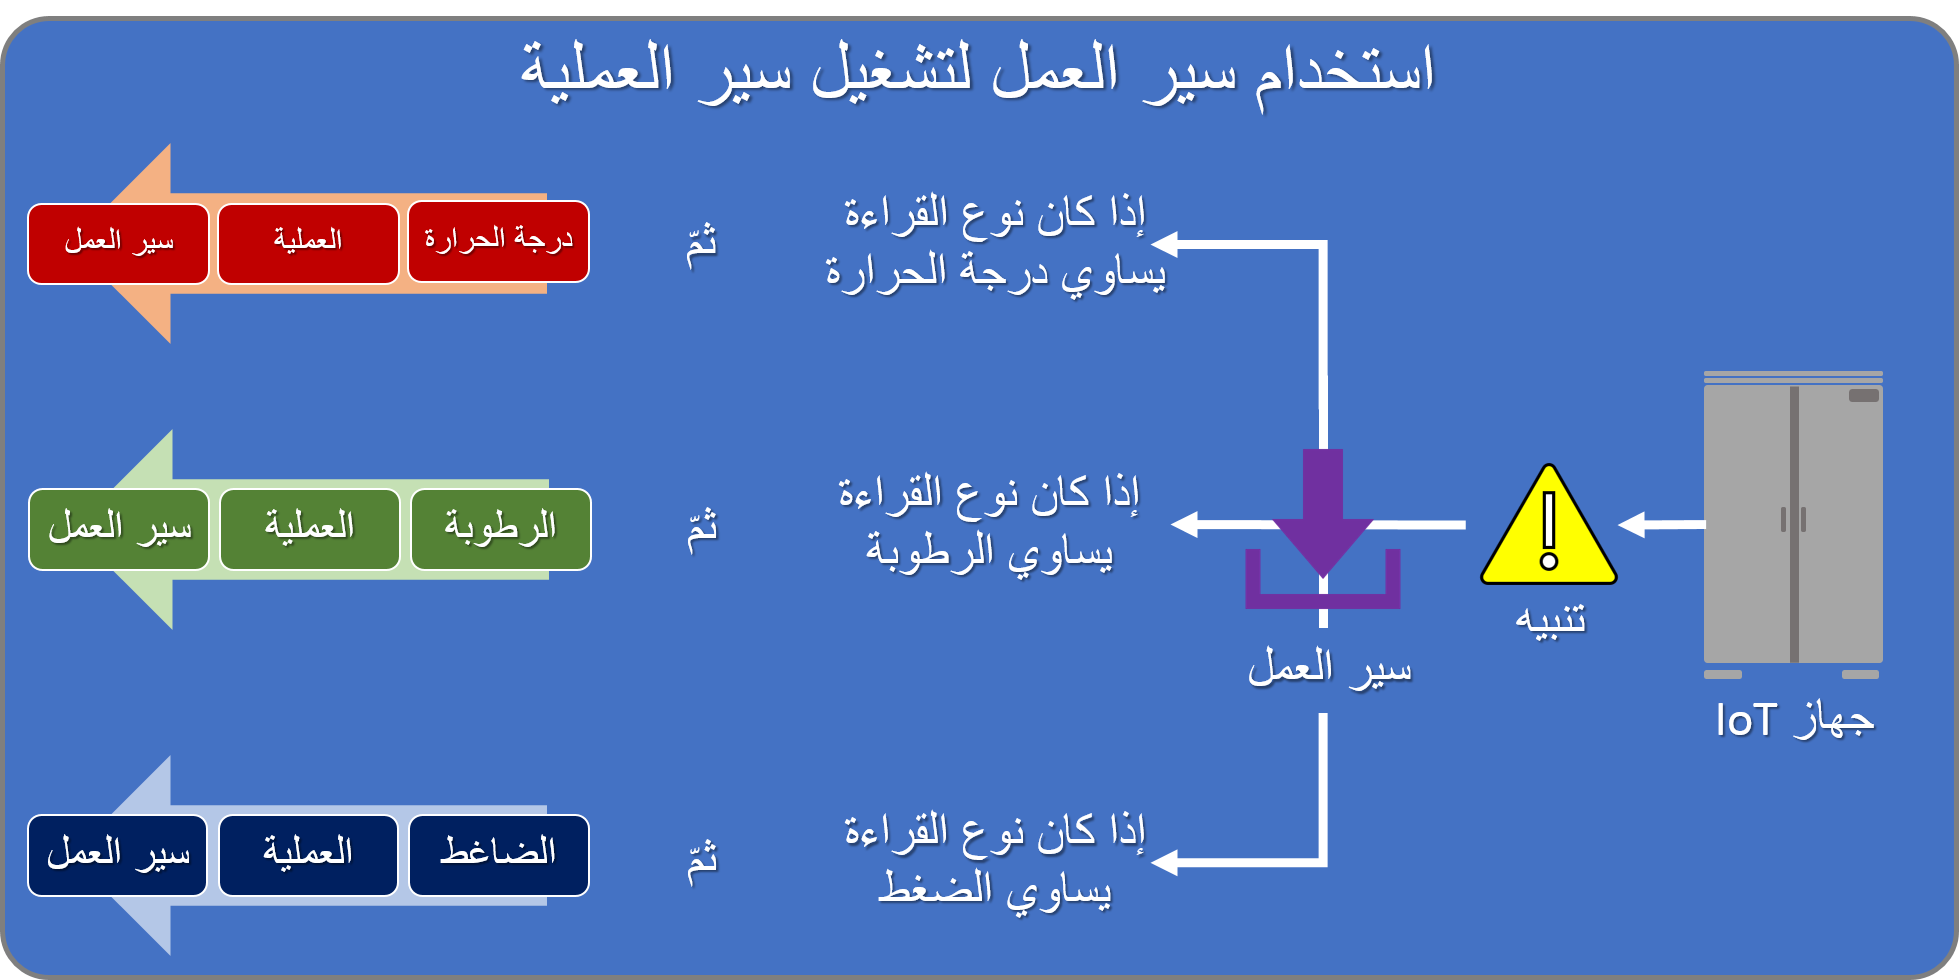 استخدام سير العمل لتشغيل سير العملية
جهاز IoT
تنبيه
سير العمل
إذا كان نوع القراءة
يساوي درجة الحرارة
ثمّ
درجة الحرارة
العملية
سير العمل
إذا كان نوع القراءة
يساوي الرطوبة
ثمّ
الرطوبة
العملية
سير العمل
إذا كان نوع القراءة
يساوي الضغط
ثمّ
الضاغط
العملية
سير العمل